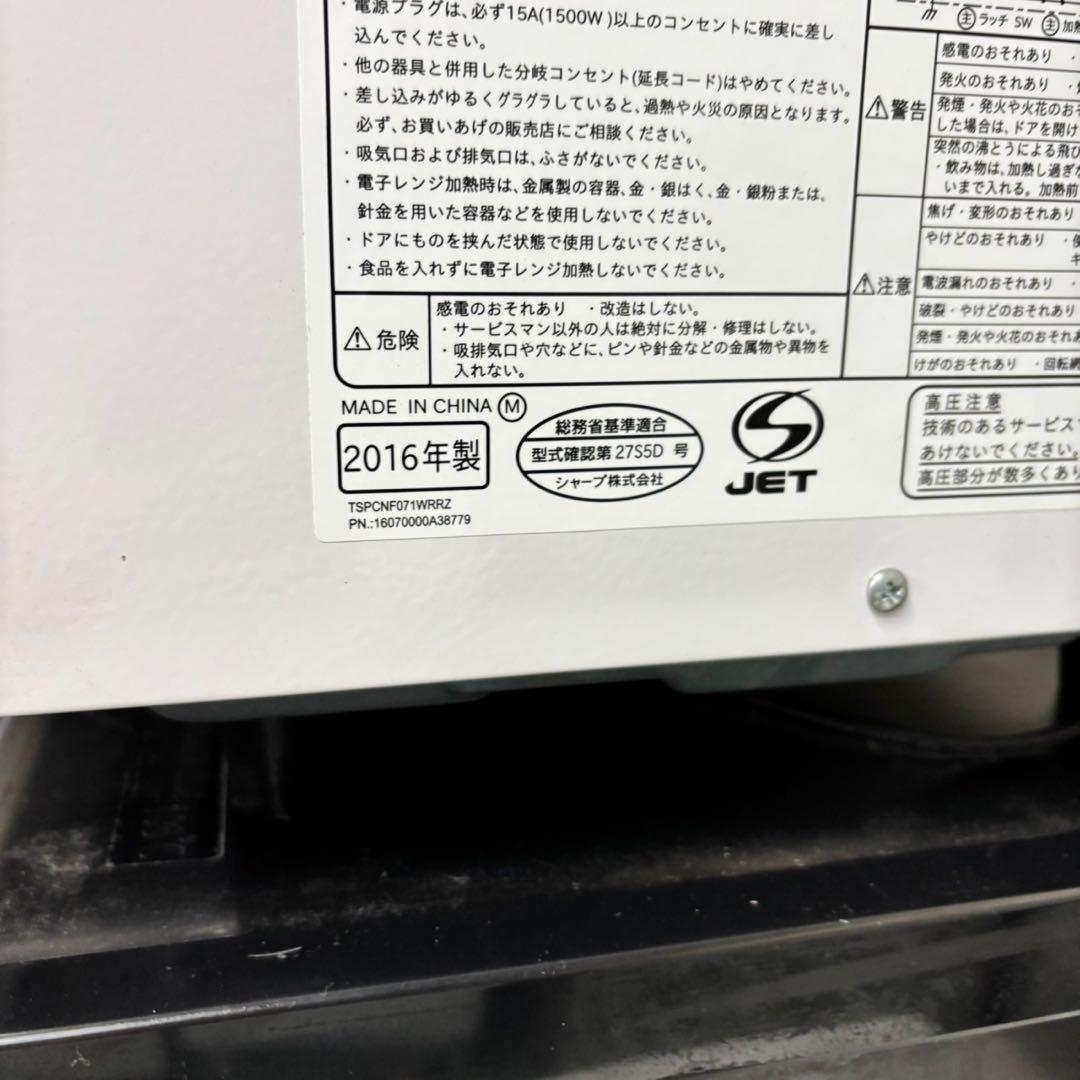 ・電源プラグは、必ず15A(1500W)以上のコンセントに確実に差し
込んでください。
・他の器具と併用した分岐コンセント(延長コード)はやめてください。
・差し込みがゆるくグラグラしていると、過熱や火災の原因となります。
必ず、お買いあげの販売店にご相談ください。
・吸気口および排気口は、ふさがないでください。
・電子レンジ加熱時は、金属製の容器、金・銀はく、金・銀粉または、
針金を用いた容器などを使用しないでください。
・ドアにものを挟んだ状態で使用しないでください。
・食品を入れずに電子レンジ加熱しないでください。
危険
感電のおそれあり ・改造はしない。
・サービスマン以外の人は絶対に分解・修理はしない。
・吸排気口や穴などに、ピンや針金などの金属物や異物を
入れない。
主 ラッチ SW 主 加熱
警告
感電のおそれあり ・
発火のおそれあり ・
発煙・発火や火花のおそ
した場合は、ドアを開け
突然の沸とうによる飛び
・飲み物は、加熱し過ぎな
いまで入れる。加熱前
注意
焦げ・変形のおそれあり
やけどのおそれあり ・
電波漏れのおそれあり ・
破裂・やけどのおそれあり
発煙・発火や火花のおそれあ
けがのおそれあり ・回転網
MADE IN CHINA M
2016年製
TSPCNF071WRRZ
PN.:16070000A38779
総務省基準適合
型式確認第 27S5D 号
シャープ株式会社
JET
高圧注意
技術のあるサービスマ
あけないでください。
高圧部分が数多くあり